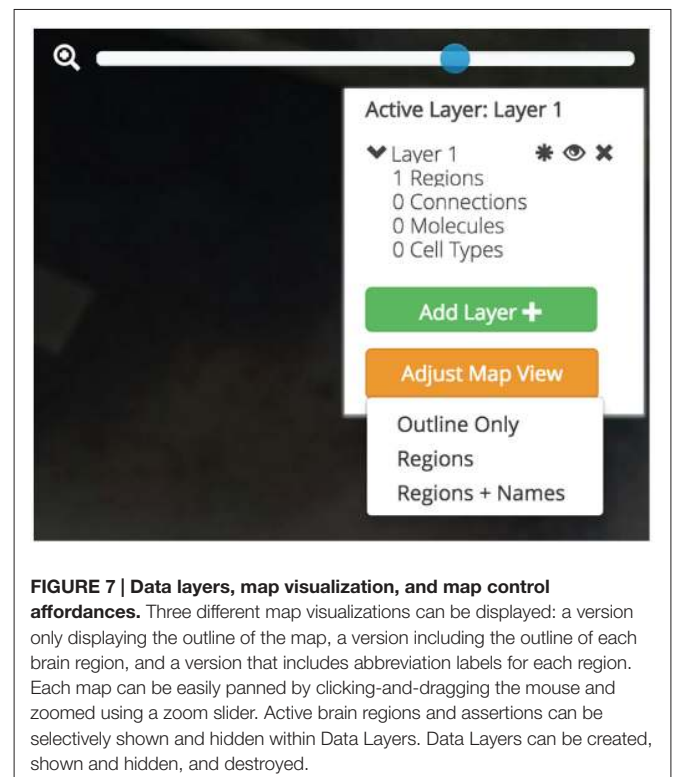 Active Layer: Layer 1
Layer 1
1 Regions
0 Connections
0 Molecules
0 Cell Types
Add Layer
Adjust Map View
Outline Only
Regions
Regions + Names
FIGURE 7 | Data layers, map visualization, and map control
affordances. Three different map visualizations can be displayed: a version
only displaying the outline of the map, a version including the outline of each
brain region, and a version that includes abbreviation labels for each region.
Each map can be easily panned by clicking-and-dragging the mouse and
zoomed using a zoom slider. Active brain regions and assertions can be
selectively shown and hidden within Data Layers. Data Layers can be created,
shown and hidden, and destroyed.